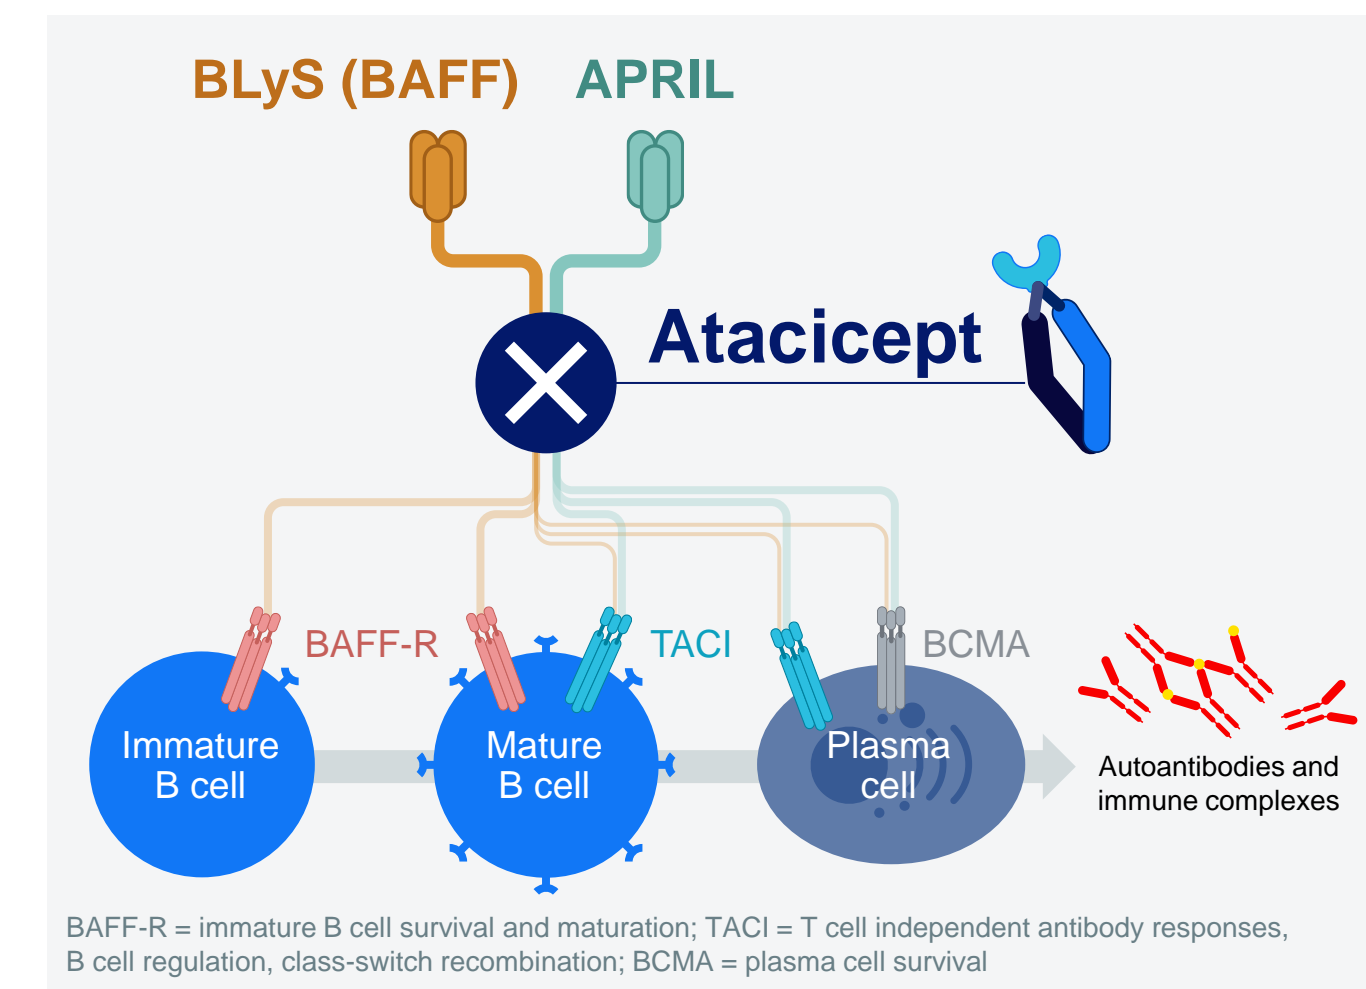 BLyS (BAFF)
APRIL
Atacicept
BAFF-R
TACI
BCMA
Immature
B cell
Mature
B cell
Plasma
cell
Autoantibodies and
immune complexes
BAFF-R = immature B cell survival and maturation; TACI = T cell independent antibody responses,
B cell regulation, class-switch recombination; BCMA = plasma cell survival